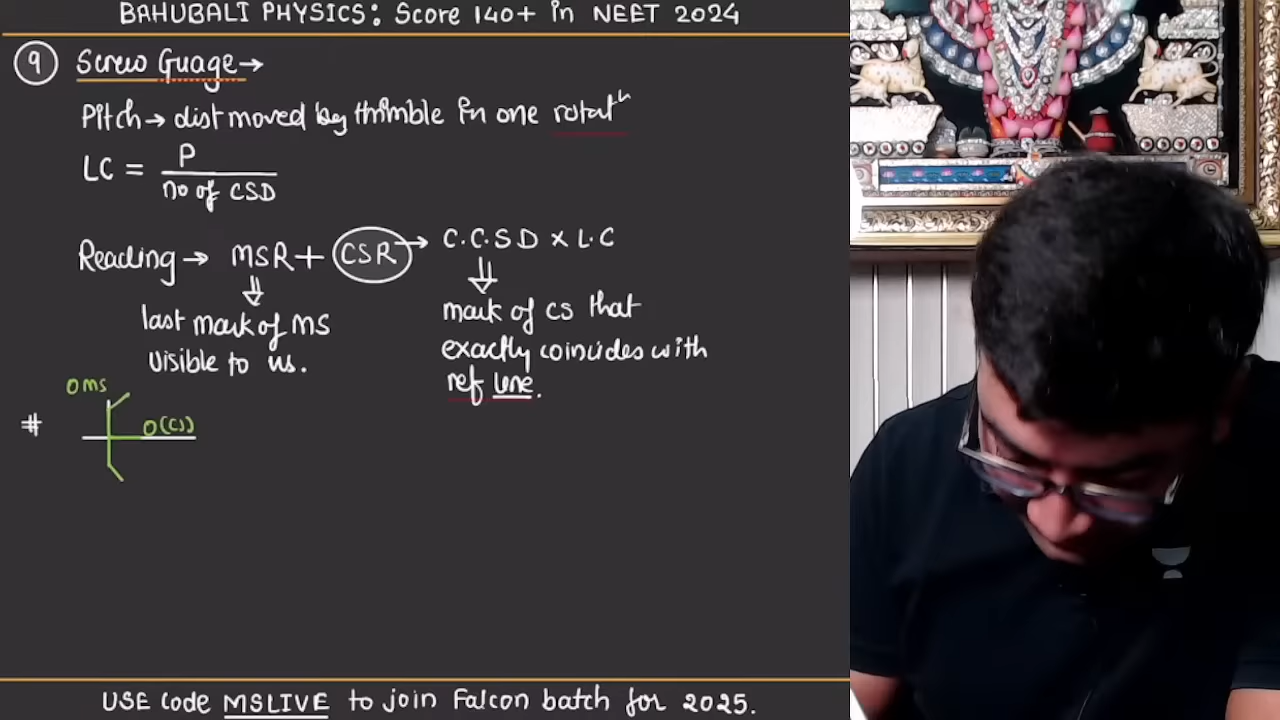 BAHUBALI PHYSICS: Score 140+ in NEET 2024
9 Screw Guage→
Pitch→ dist moved by thimble in one rotatⁿ
LC = P / no of CSD
Reading → MSR + CSR → C.C.S.D x L.C
last mark of MS visible to us.
mark of cs that exactly coincides with ref line.
0 MS
# 0(CS)
USE Code MSLIVE to join Falcon batch for 2025.